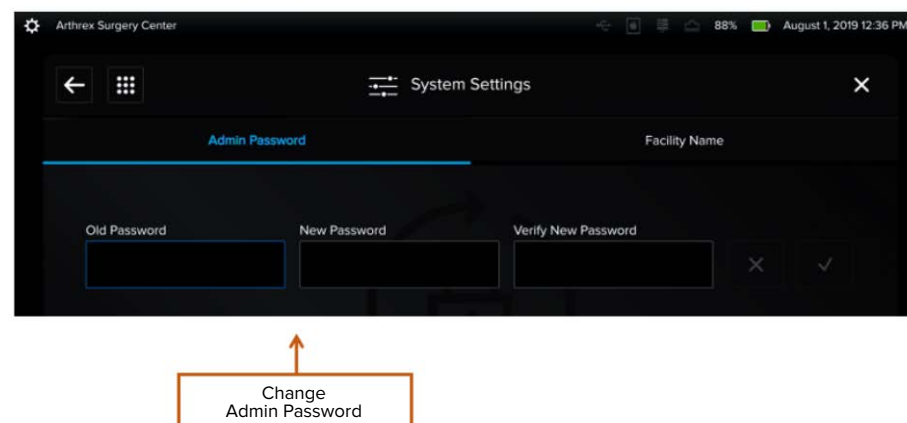 Arthrex Surgery Center 88% August 1, 2019 12:36 PM
System Settings
Admin Password Facility Name
Old Password New Password Verify New Password
Change
Admin Password